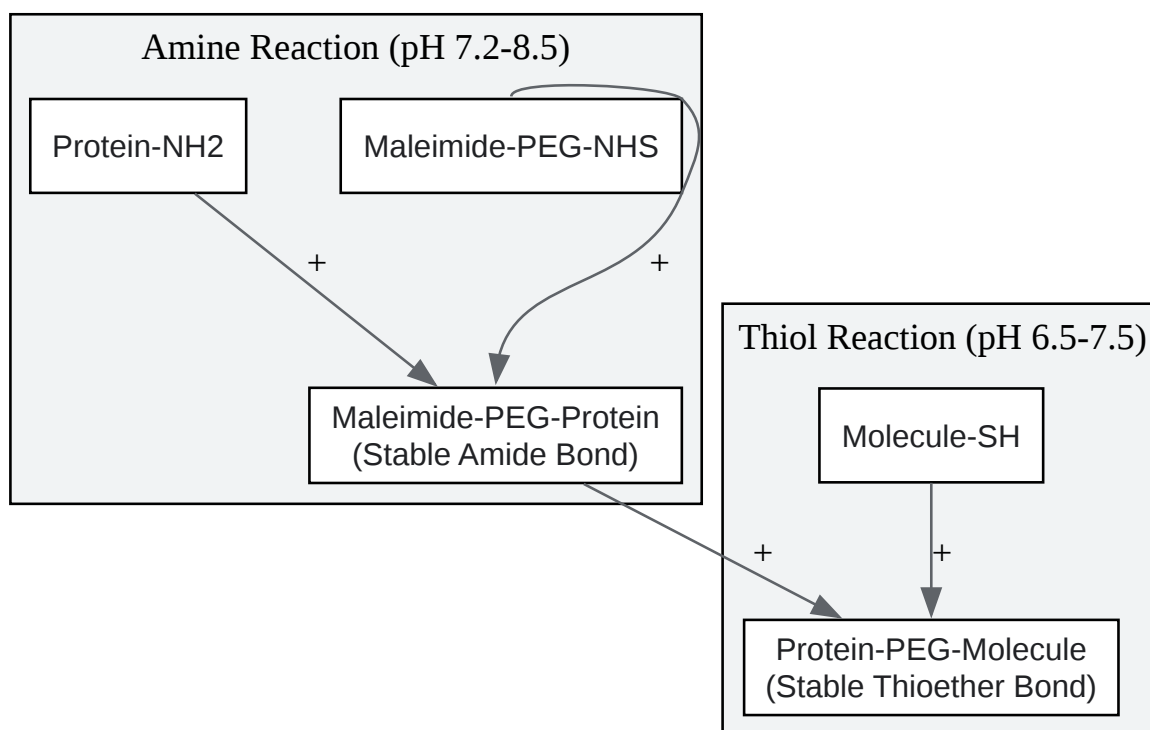 Amine Reaction (pH 7.2-8.5)
Protein-NH2
Maleimide-PEG-NHS
+
+
Maleimide-PEG-Protein
(Stable Amide Bond)
Thiol Reaction (pH 6.5-7.5)
Molecule-SH
+
+
Protein-PEG-Molecule
(Stable Thioether Bond)